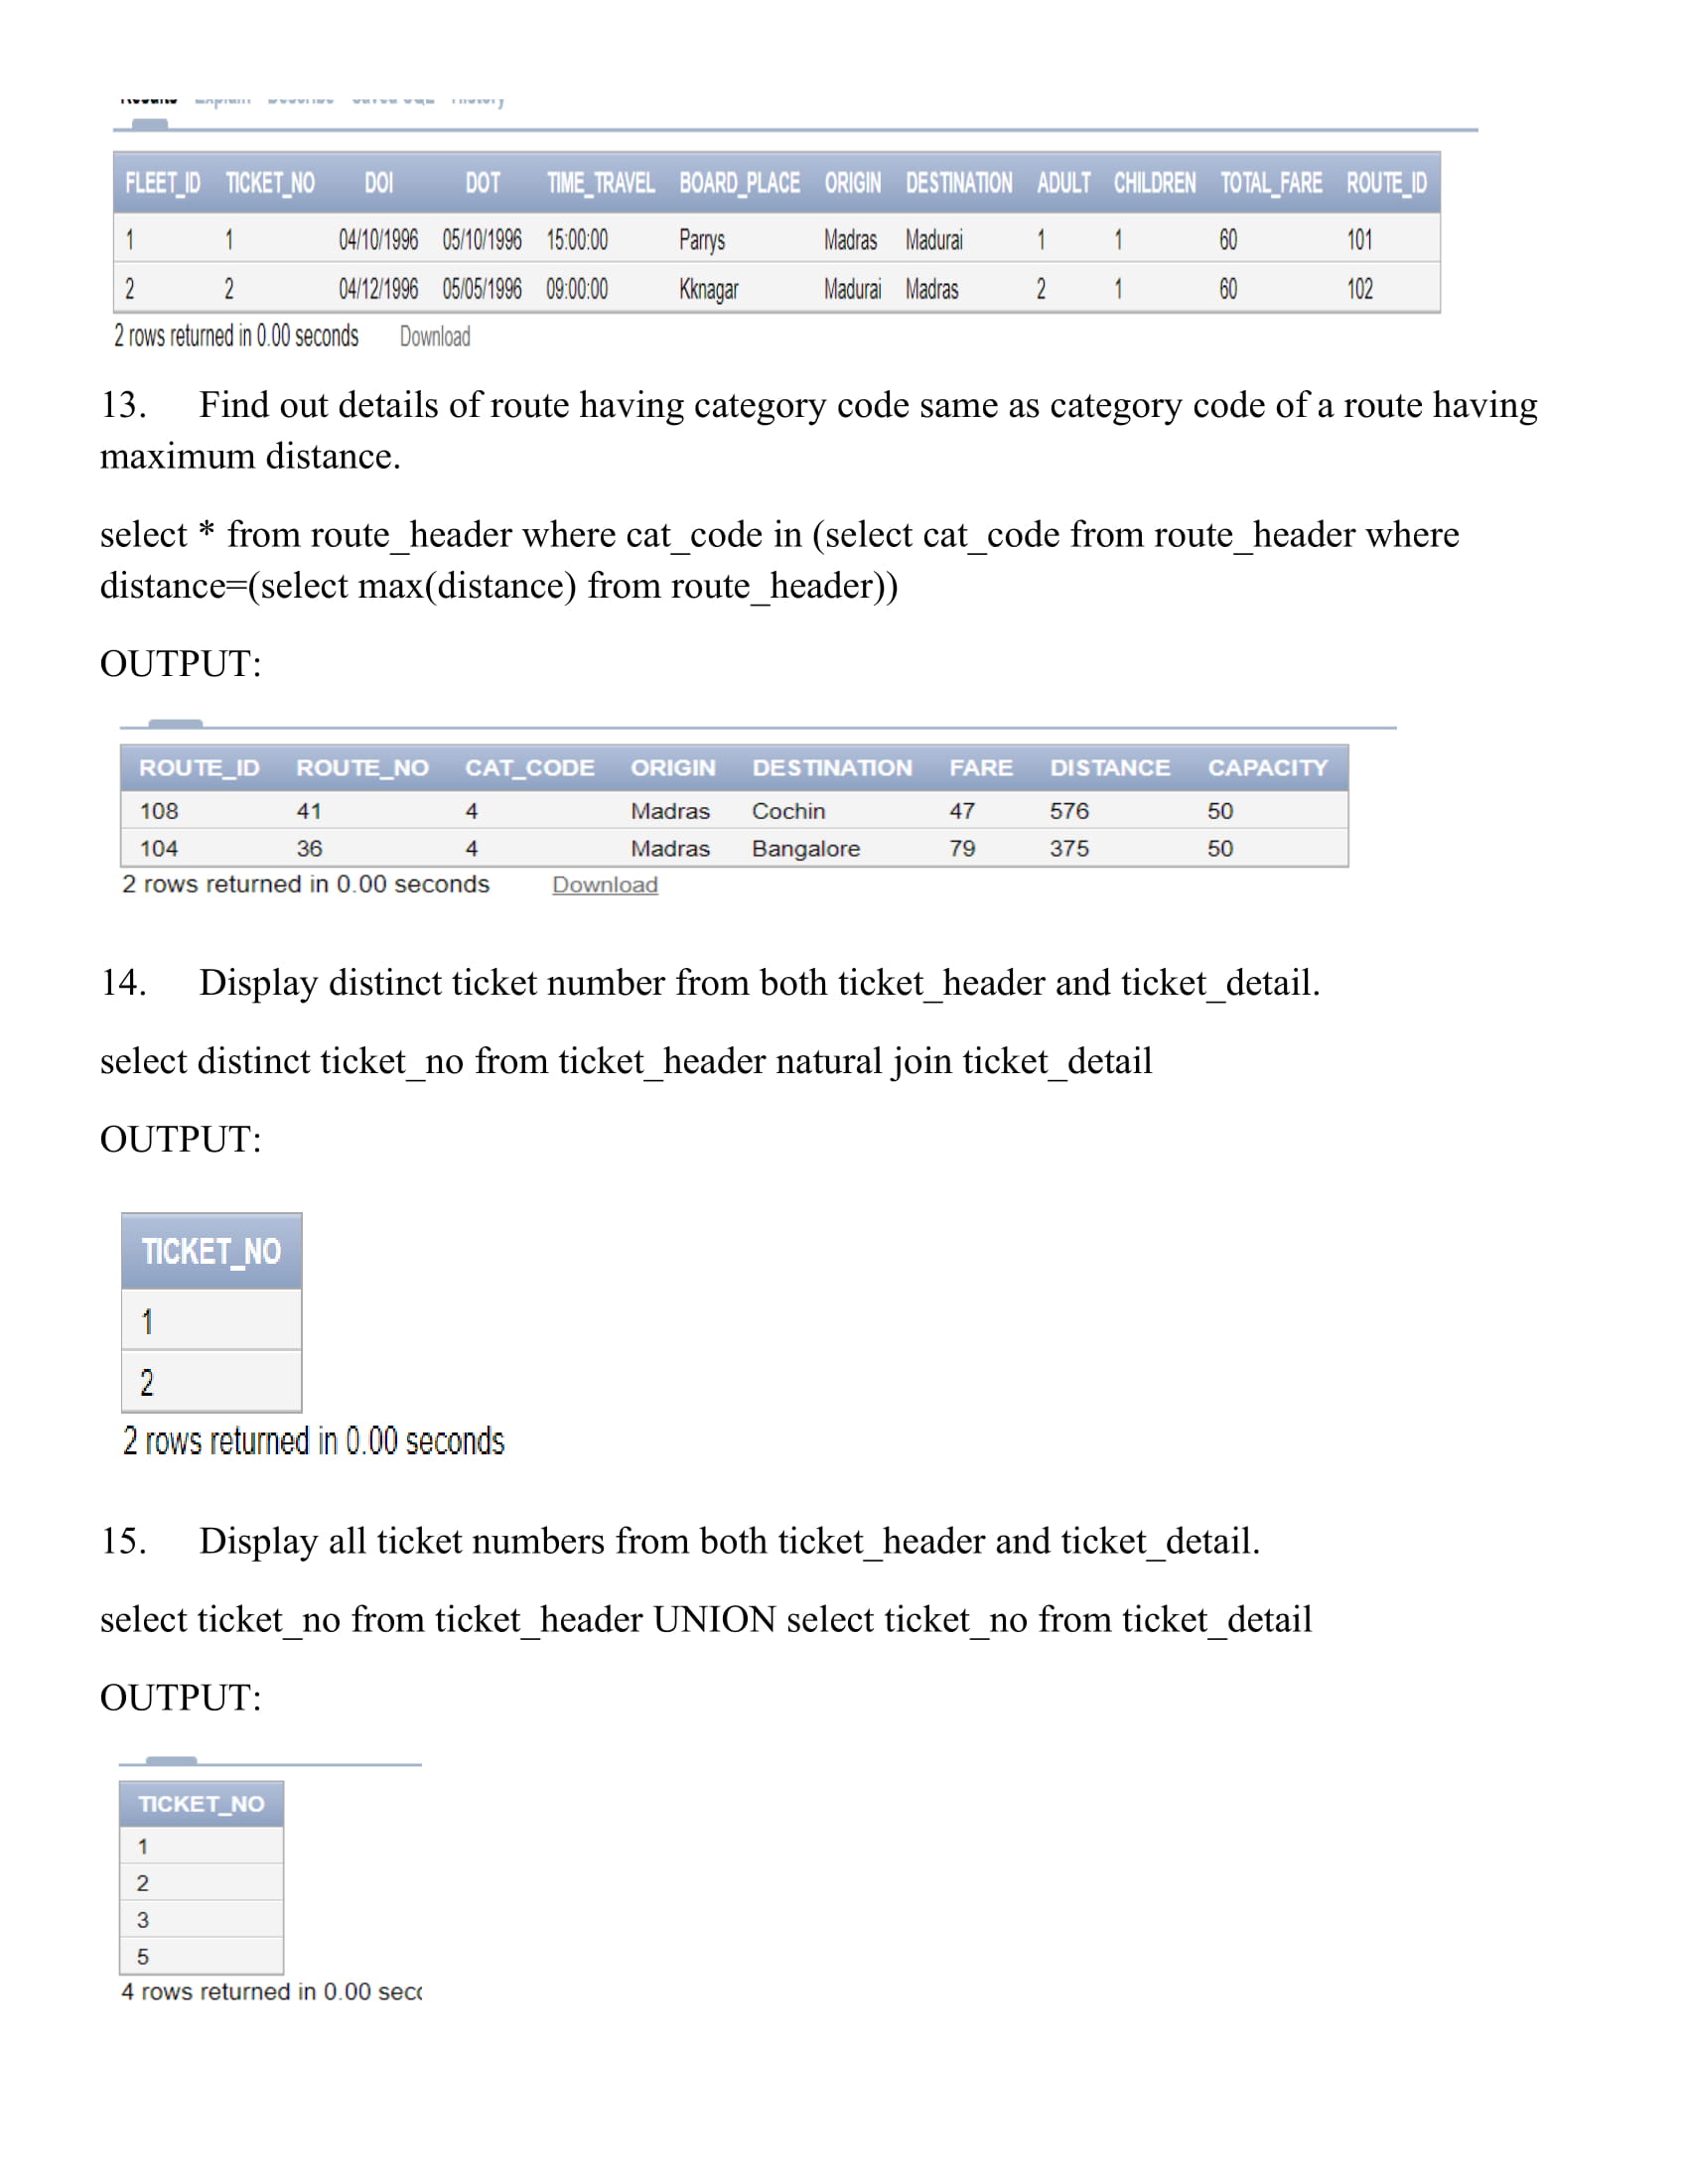 FLEET_ID TICKET_NO DOI DOT TIME_TRAVEL BOARD_PLACE ORIGIN DESTINATION ADULT CHILDREN TOTAL_FARE ROUTE_ID
1 1 04/10/1996 05/10/1996 15:00:00 Parrys Madras Madurai 1 1 60 101
2 2 04/12/1996 05/05/1996 09:00:00 Kknagar Madurai Madras 2 1 60 102
2 rows returned in 0.00 seconds Download
13. Find out details of route having category code same as category code of a route having
maximum distance.
select * from route_header where cat_code in (select cat_code from route_header where
distance=(select max(distance) from route_header))
OUTPUT:
ROUTE_ID ROUTE_NO CAT_CODE ORIGIN DESTINATION FARE DISTANCE CAPACITY
108 41 4 Madras Cochin 47 576 50
104 36 4 Madras Bangalore 79 375 50
2 rows returned in 0.00 seconds Download
14. Display distinct ticket number from both ticket_header and ticket_detail.
select distinct ticket_no from ticket_header natural join ticket_detail
OUTPUT:
TICKET_NO
1
2
2 rows returned in 0.00 seconds
15. Display all ticket numbers from both ticket_header and ticket_detail.
select ticket_no from ticket_header UNION select ticket_no from ticket_detail
OUTPUT:
TICKET_NO
1
2
3
5
4 rows returned in 0.00